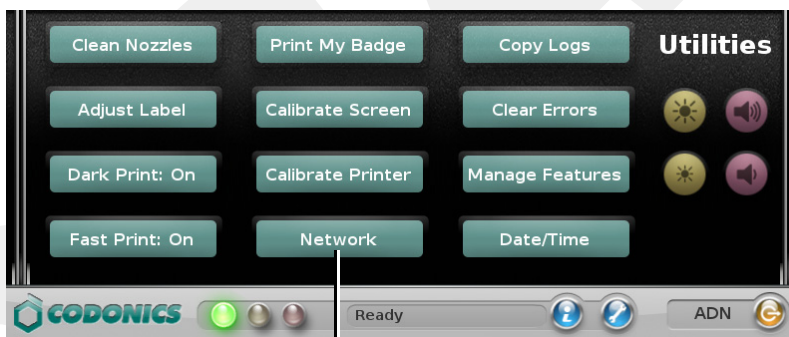 Clean Nozzles Print My Badge Copy Logs Utilities
Adjust Label Calibrate Screen Clear Errors
Dark Print: On Calibrate Printer Manage Features
Fast Print: On Network Date/Time
CODONICS Ready i ADN